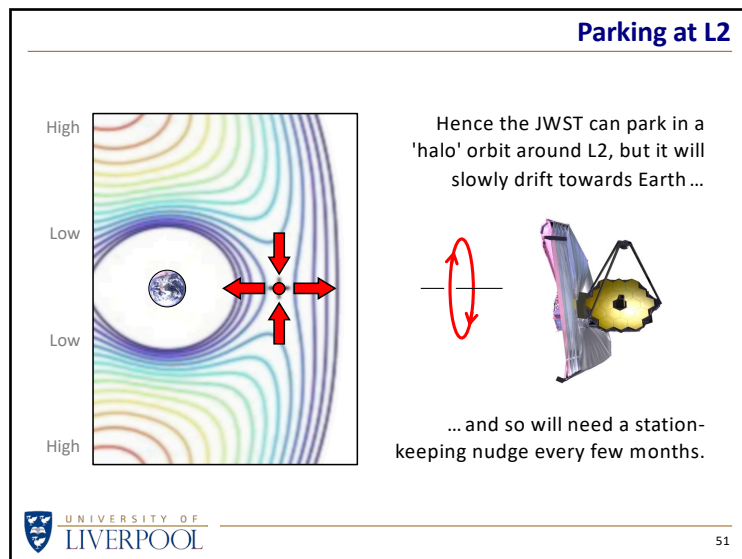 Parking at L2
High
Low
Low
High
Hence the JWST can park in a
'halo' orbit around L2, but it will
slowly drift towards Earth …
… and so will need a station-
keeping nudge every few months.
UNIVERSITY OF
LIVERPOOL
51